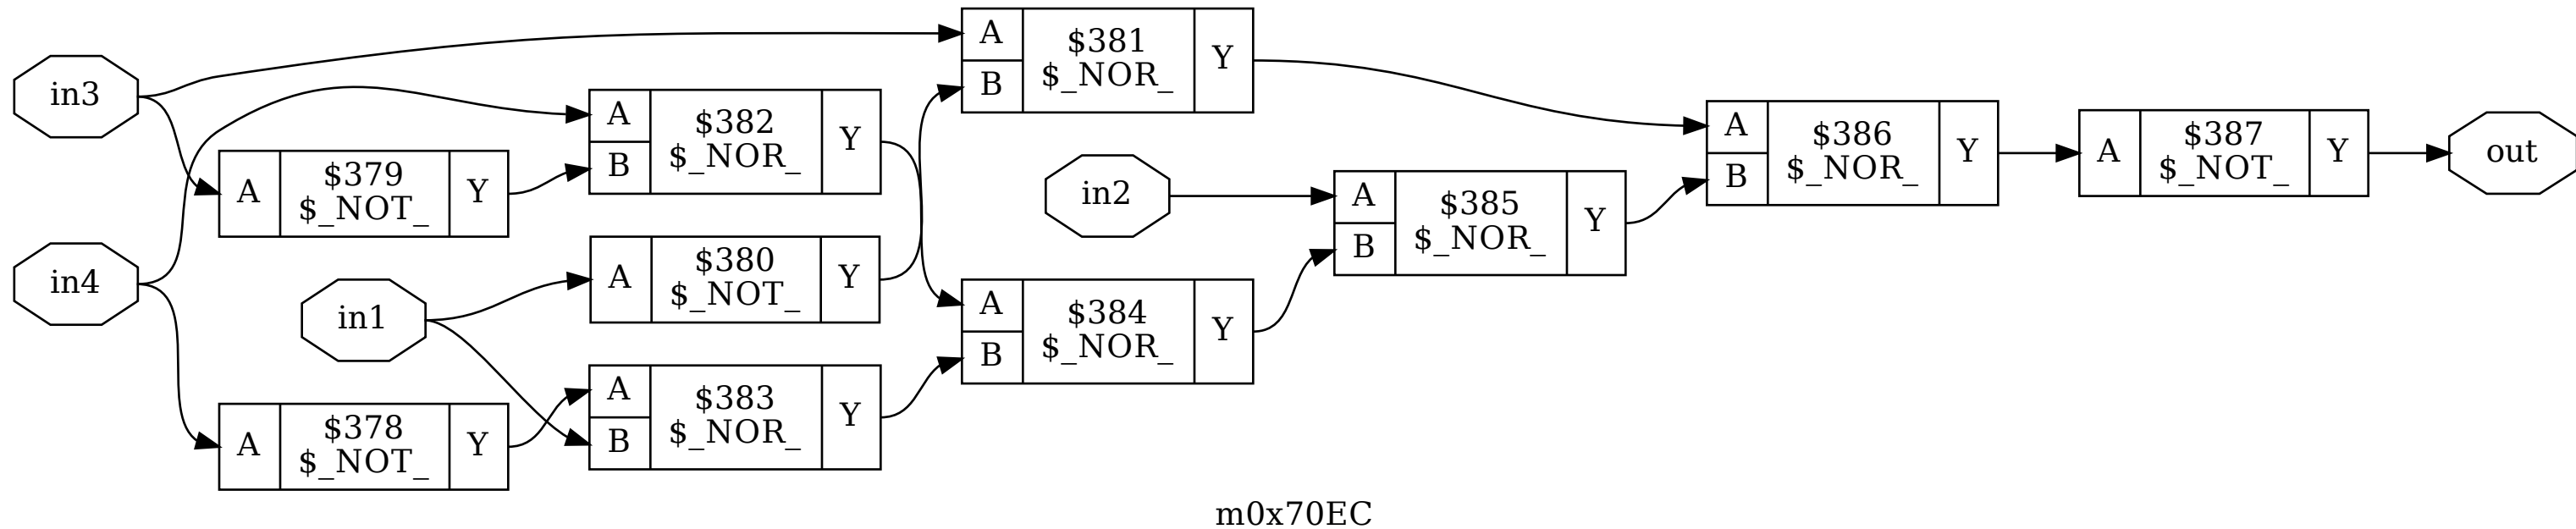 in3
in4
in1
A
$379
$_NOT_
Y
A
$378
$_NOT_
Y
A
B
$382
$_NOR_
Y
A
$380
$_NOT_
Y
A
B
$383
$_NOR_
Y
A
B
$381
$_NOR_
Y
in2
A
B
$384
$_NOR_
Y
A
B
$385
$_NOR_
Y
A
B
$386
$_NOR_
Y
A
$387
$_NOT_
Y
out
m0x70EC